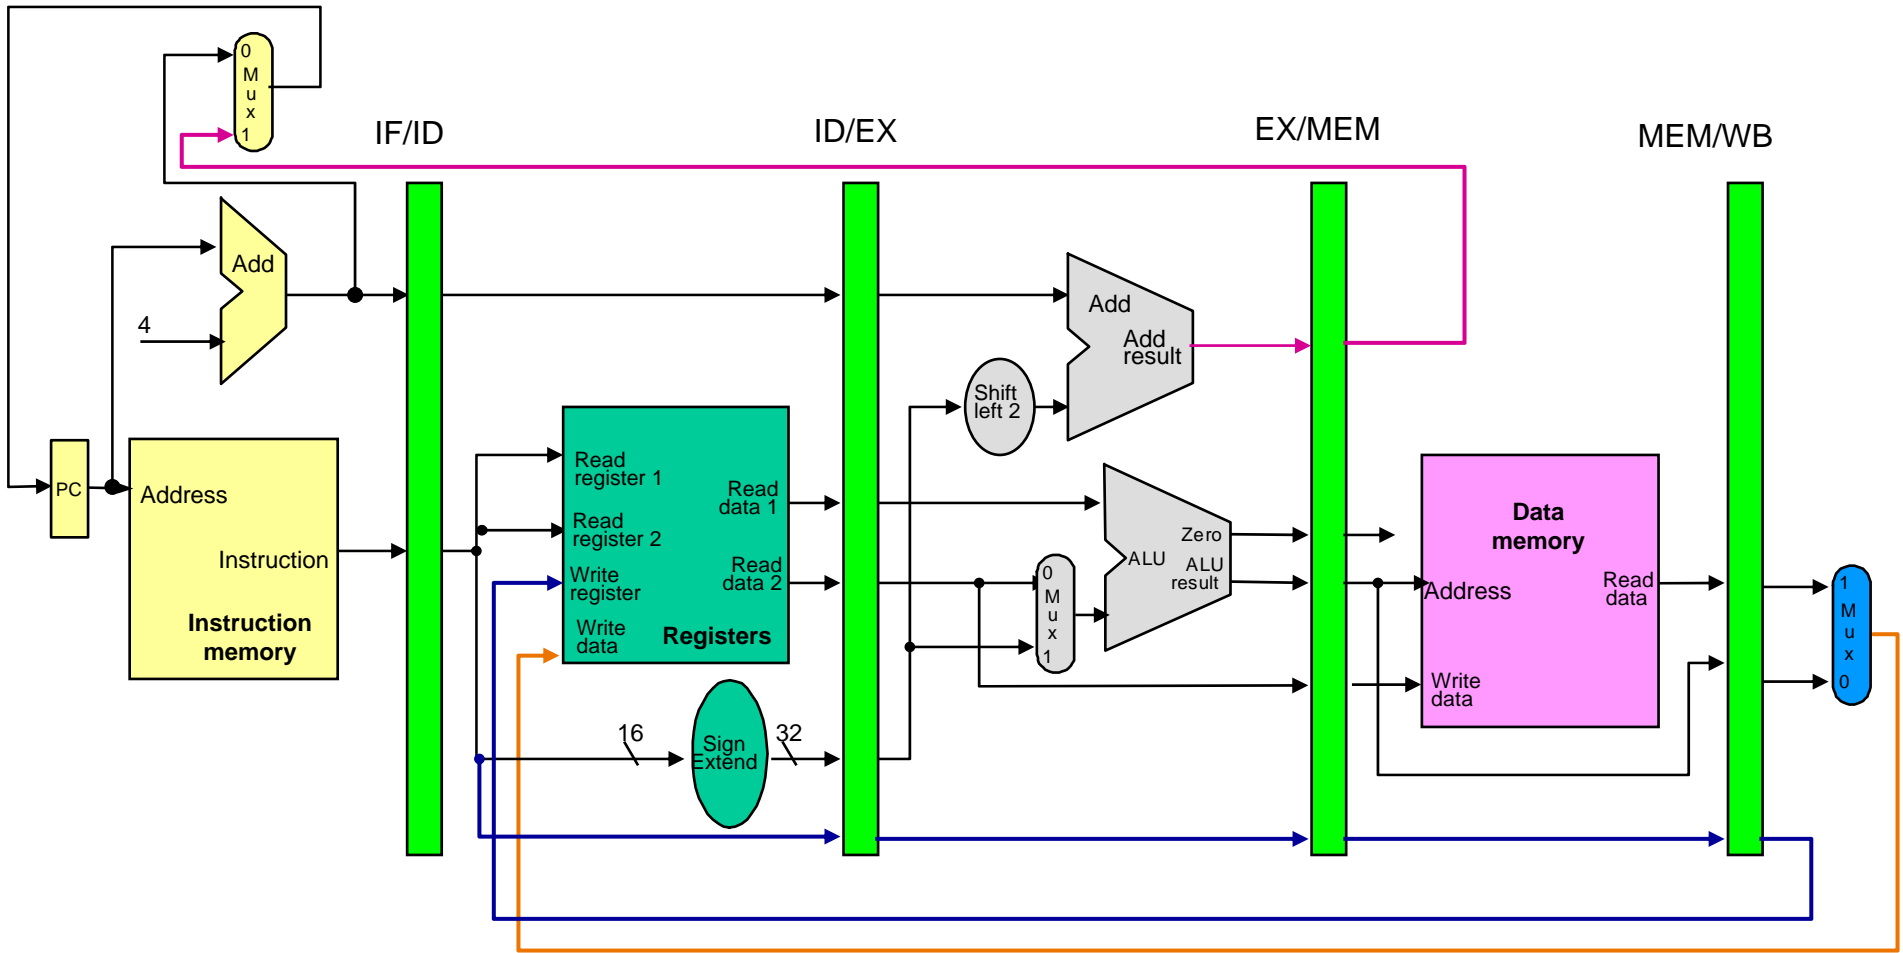 0
M
u
x
1
IF/ID
ID/EX
EX/MEM
MEM/WB
Add
4
Add
Add
result
Shift
left 2
PC
Address
Instruction
Instruction
memory
Read
register 1
Read
register 2
Write
register
Write
data
Read
data 1
Read
data 2
Registers
16
Sign
Extend
32
0
M
u
x
1
ALU
Zero
ALU
result
Data
memory
Address
Read
data
Write
data
1
M
u
x
0